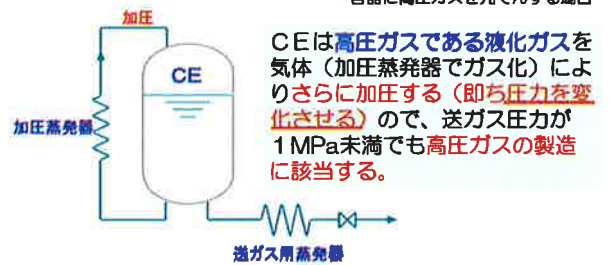 容器に高圧ガスを充てんする場合
加圧
CE
加圧蒸発器
送ガス用蒸発器
CEは高圧ガスである液化ガスを
気体（加圧蒸発器でガス化）によ
りさらに加圧する（即ち圧力を変
化させる）ので、送ガス圧力が
1MPa未満でも高圧ガスの製造
に該当する。